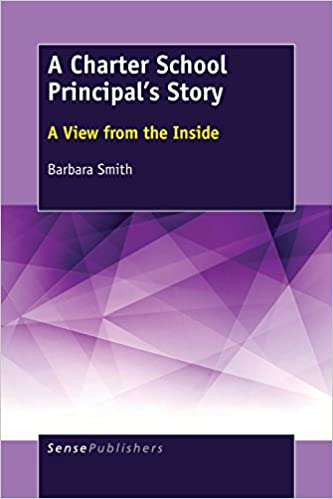 A Charter School
Principal's Story
A View from the Inside
Barbara Smith
SensePublishers